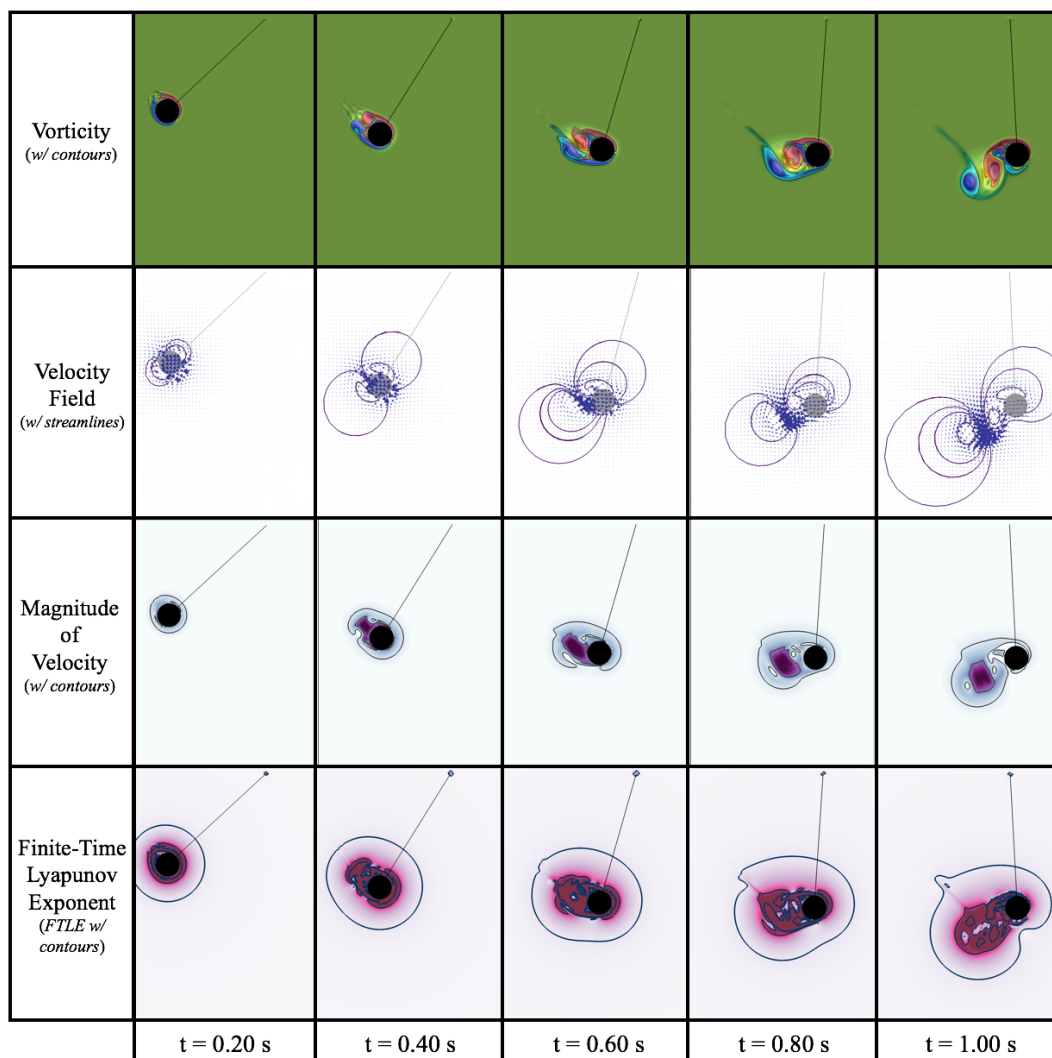 Vorticity
(w/ contours)
Velocity
Field
(w/ streamlines)
Magnitude
of
Velocity
(w/ contours)
Finite-Time
Lyapunov
Exponent
(FTLE w/
contours)
t = 0.20 s
t = 0.40 s
t = 0.60 s
t = 0.80 s
t = 1.00 s